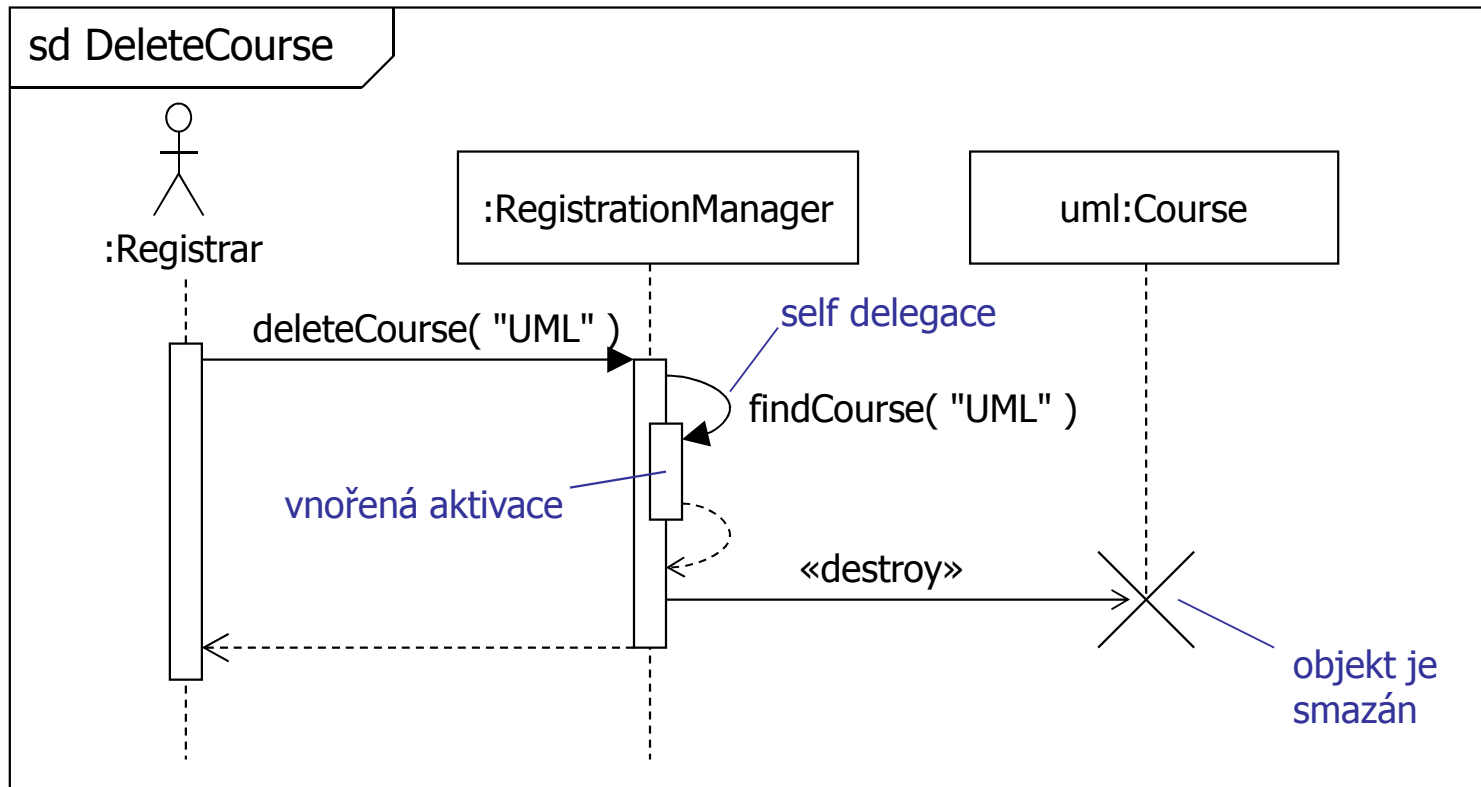 sd DeleteCourse
:Registrar
:RegistrationManager
uml:Course
deleteCourse( "UML" )
self delegace
findCourse( "UML" )
vnořená aktivace
«destroy»
objekt je
smazán